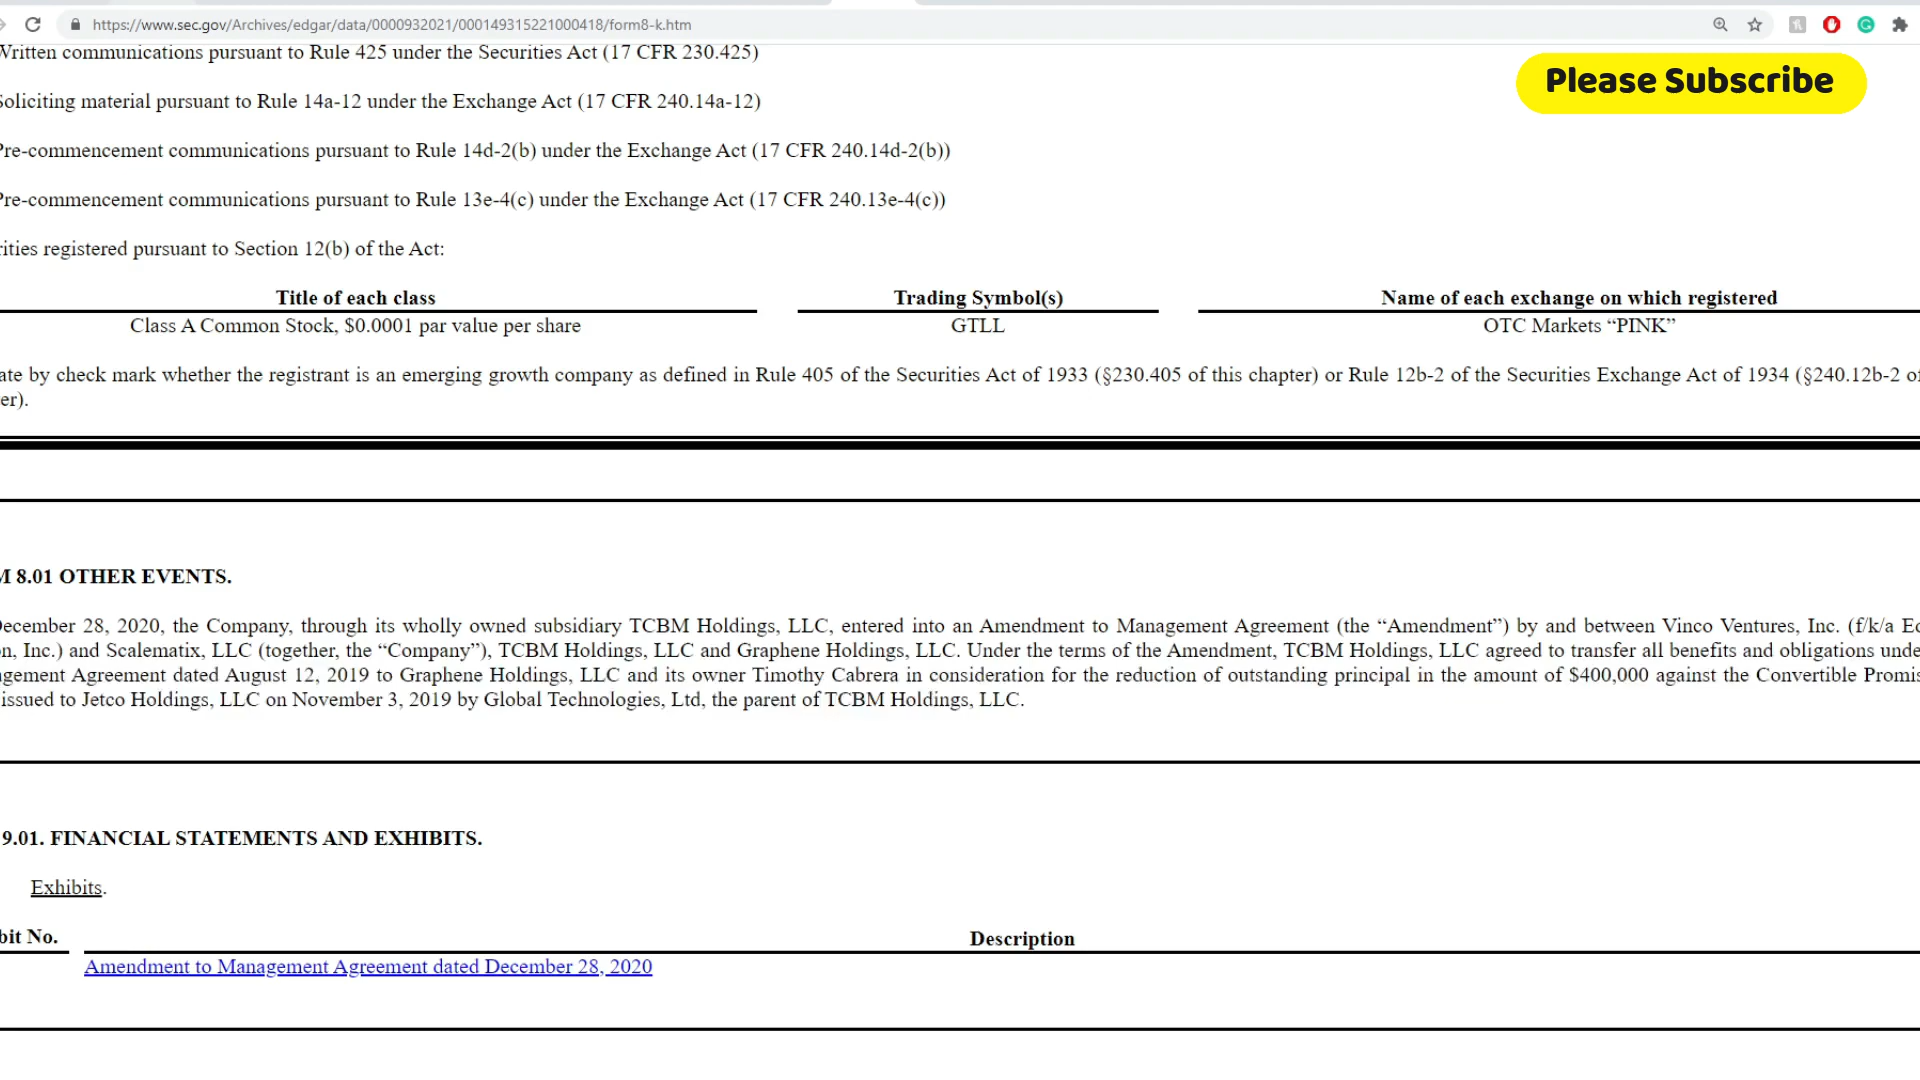 https://www.sec.gov/Archives/edgar/data/0000932021/000149315221000418/form8-k.htm
Please Subscribe
Written communications pursuant to Rule 425 under the Securities Act (17 CFR 230.425)
Soliciting material pursuant to Rule 14a-12 under the Exchange Act (17 CFR 240.14a-12)
Pre-commencement communications pursuant to Rule 14d-2(b) under the Exchange Act (17 CFR 240.14d-2(b))
Pre-commencement communications pursuant to Rule 13e-4(c) under the Exchange Act (17 CFR 240.13e-4(c))
rities registered pursuant to Section 12(b) of the Act:
Title of each class Trading Symbol(s) Name of each exchange on which registered
Class A Common Stock, $0.0001 par value per share GTLL OTC Markets “PINK”
ate by check mark whether the registrant is an emerging growth company as defined in Rule 405 of the Securities Act of 1933 (§230.405 of this chapter) or Rule 12b-2 of the Securities Exchange Act of 1934 (§240.12b-2 of
er).
M 8.01 OTHER EVENTS.
December 28, 2020, the Company, through its wholly owned subsidiary TCBM Holdings, LLC, entered into an Amendment to Management Agreement (the “Amendment”) by and between Vinco Ventures, Inc. (f/k/a Ed
on, Inc.) and Scalematix, LLC (together, the “Company”), TCBM Holdings, LLC and Graphene Holdings, LLC. Under the terms of the Amendment, TCBM Holdings, LLC agreed to transfer all benefits and obligations unde
agement Agreement dated August 12, 2019 to Graphene Holdings, LLC and its owner Timothy Cabrera in consideration for the reduction of outstanding principal in the amount of $400,000 against the Convertible Promis
issued to Jetco Holdings, LLC on November 3, 2019 by Global Technologies, Ltd, the parent of TCBM Holdings, LLC.
9.01. FINANCIAL STATEMENTS AND EXHIBITS.
Exhibits.
bit No. Description
Amendment to Management Agreement dated December 28, 2020